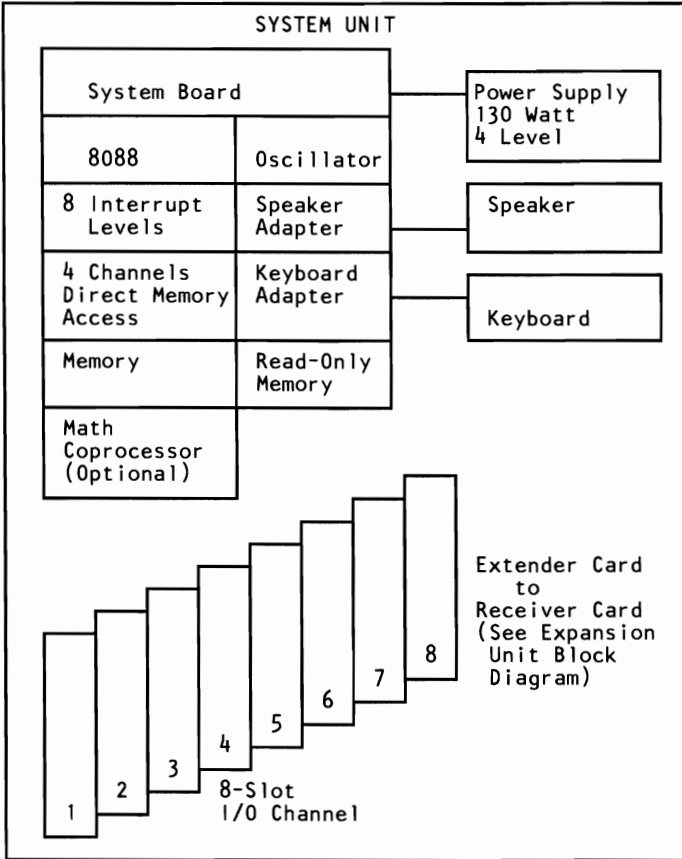 SYSTEM UNIT
System Board
8088
Oscillator
8 Interrupt
Levels
Speaker
Adapter
4 Channels
Direct Memory
Access
Keyboard
Adapter
Memory
Read-Only
Memory
Math
Coprocessor
(Optional)
Power Supply
130 Watt
4 Level
Speaker
Keyboard
1
2
3
4
5
6
7
8
8-Slot
I/O Channel
Extender Card
to
Receiver Card
(See Expansion
Unit Block
Diagram)